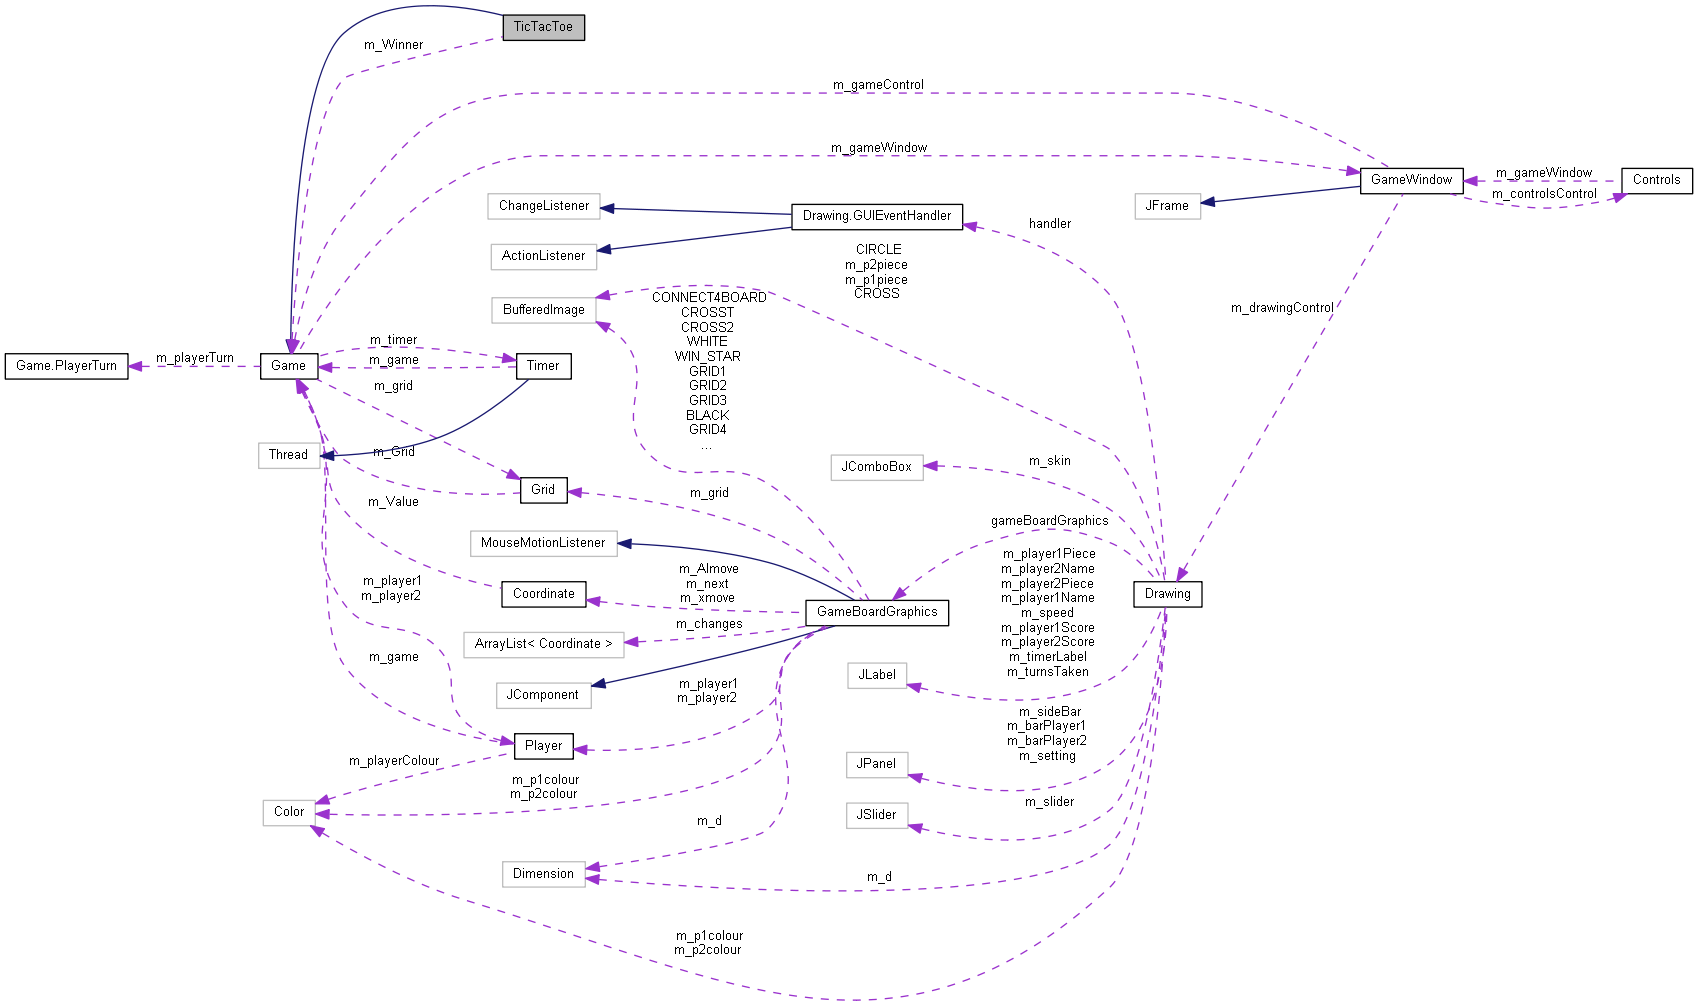 TicTacToe
m_Winner
m_gameControl
m_gameWindow
GameWindow
m_gameWindow
m_controlsControl
Controls
ChangeListener
Drawing.GUIEventHandler
JFrame
handler
ActionListener
CIRCLE
m_p2piece
m_p1piece
CROSS
BufferedImage
m_drawingControl
CONNECT4BOARD
CROSST
CROSS2
WHITE
WIN_STAR
GRID1
GRID2
GRID3
BLACK
GRID4
...
Game.PlayerTurn
m_playerTurn
Game
m_timer
m_game
Timer
m_grid
Thread
m_Grid
JComboBox
m_skin
Grid
m_grid
m_Value
gameBoardGraphics
MouseMotionListener
m_AImove
m_next
m_xmove
m_player1Piece
m_player2Name
m_player2Piece
m_player1Name
m_speed
m_player1Score
m_player2Score
m_timerLabel
m_turnsTaken
Drawing
m_player1
m_player2
Coordinate
GameBoardGraphics
m_changes
ArrayList< Coordinate >
m_game
JComponent
m_player1
m_player2
JLabel
m_sideBar
m_barPlayer1
m_barPlayer2
m_setting
Player
JPanel
m_playerColour
m_p1colour
m_p2colour
Color
JSlider
m_slider
m_d
Dimension
m_d
m_p1colour
m_p2colour